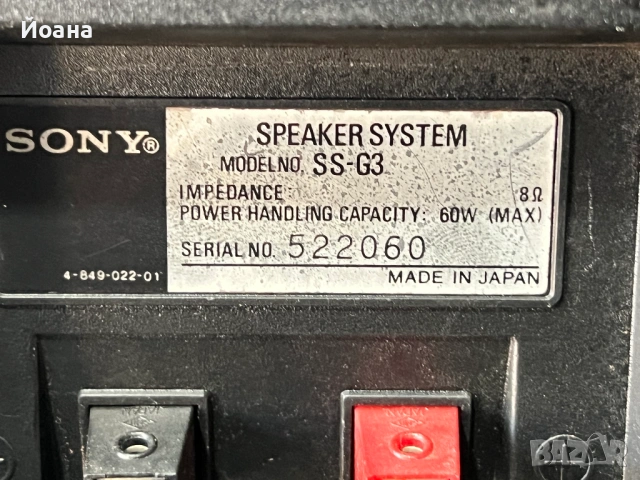 Йоана
SONY®
SPEAKER SYSTEM
MODEL NO. SS-G3
IMPEDANCE: 8Ω
POWER HANDLING CAPACITY: 60W (MAX)
SERIAL NO. 522060
4-849-022-01
MADE IN JAPAN
BAZAR